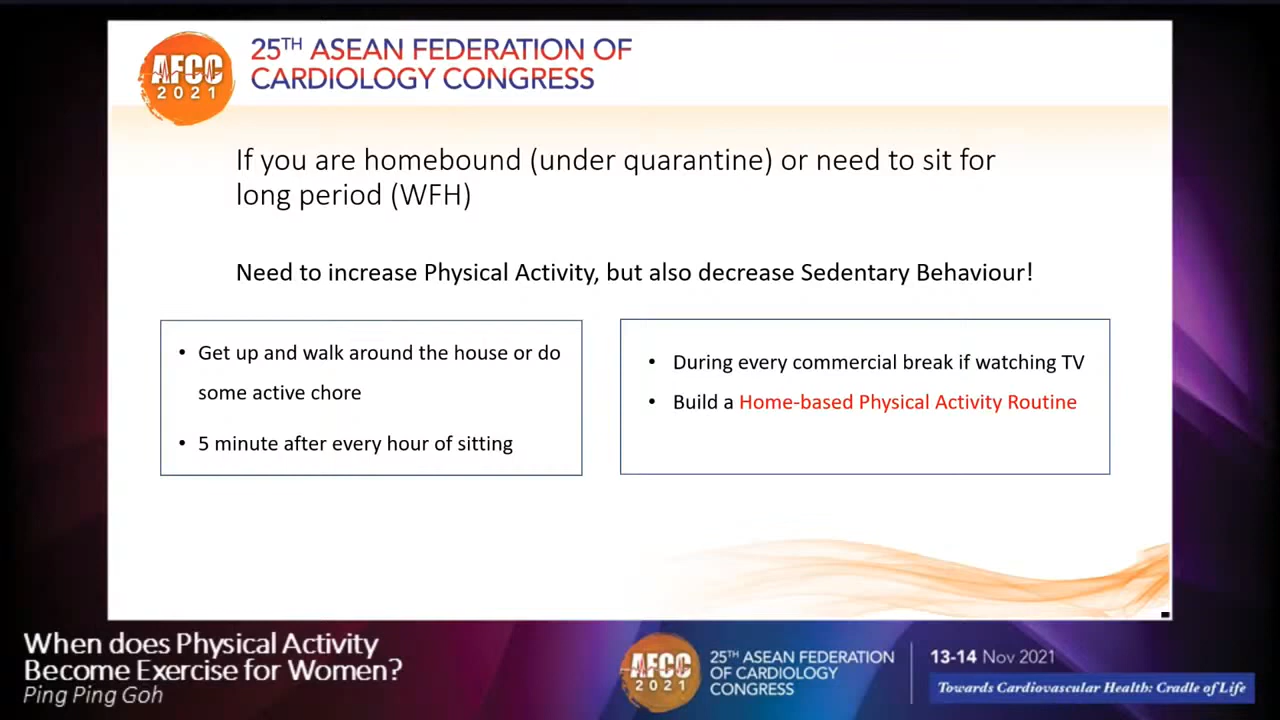 AFCC
2021
25TH ASEAN FEDERATION OF
CARDIOLOGY CONGRESS
If you are homebound (under quarantine) or need to sit for
long period (WFH)
Need to increase Physical Activity, but also decrease Sedentary Behaviour!
• Get up and walk around the house or do
some active chore
• 5 minute after every hour of sitting
• During every commercial break if watching TV
• Build a Home-based Physical Activity Routine
When does Physical Activity
Become Exercise for Women?
Ping Ping Goh
AFCC
2021
25TH ASEAN FEDERATION
OF CARDIOLOGY
CONGRESS
13-14 Nov 2021
Towards Cardiovascular Health: Cradle of Life